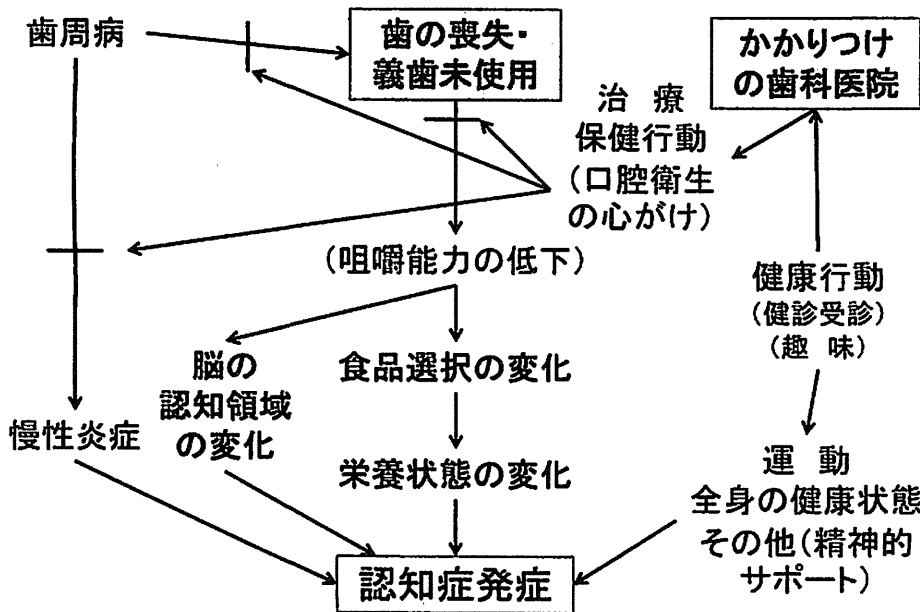 歯周病
歯の喪失・
義歯未使用
かかりつけ
の歯科医院
治 療
保健行動
(口腔衛生
の心がけ)
(咀嚼能力の低下)
健康行動
(健診受診)
(趣 味)
脳の
認知領域
の変化
食品選択の変化
慢性炎症
栄養状態の変化
運 動
全身の健康状態
その他(精神的
サポート)
認知症発症